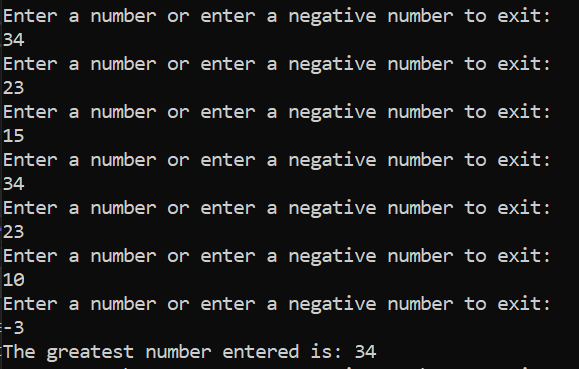 Enter a number or enter a negative number to exit:
34
Enter a number or enter a negative number to exit:
23
Enter a number or enter a negative number to exit:
15
Enter a number or enter a negative number to exit:
34
Enter a number or enter a negative number to exit:
23
Enter a number or enter a negative number to exit:
10
Enter a number or enter a negative number to exit:
-3
The greatest number entered is: 34